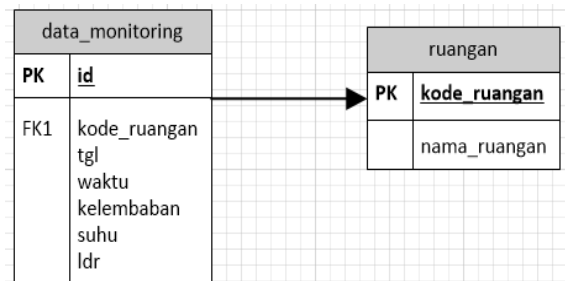 data_monitoring
PK id
FK1 kode_ruangan
tgl
waktu
kelembaban
suhu
ldr
ruangan
PK kode_ruangan
nama_ruangan